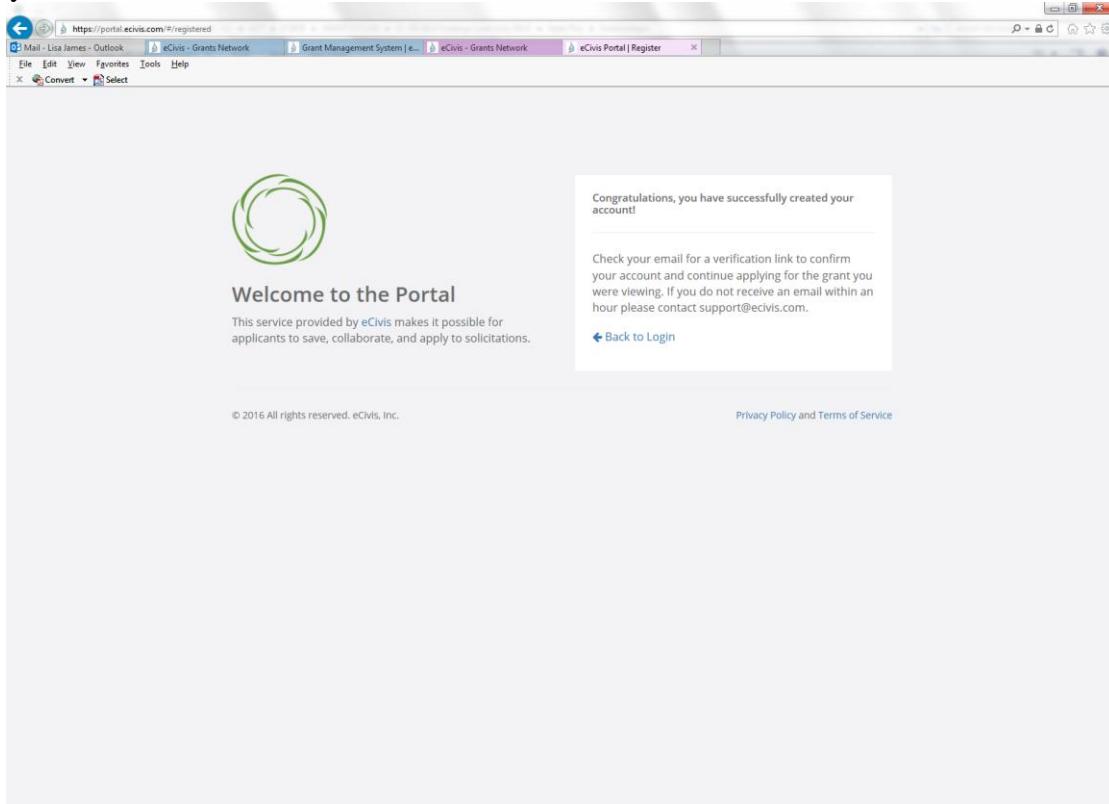 https://portal.ecivis.com/#/registered
Mail - Lisa James - Outlook eCivis - Grants Network Grant Management System | e... eCivis - Grants Network eCivis Portal | Register
File Edit View Favorites Tools Help
Convert Select
Congratulations, you have successfully created your
account!
Check your email for a verification link to confirm
your account and continue applying for the grant you
were viewing. If you do not receive an email within an
hour please contact support@ecivis.com.
Back to Login
Welcome to the Portal
This service provided by eCivis makes it possible for
applicants to save, collaborate, and apply to solicitations.
© 2016 All rights reserved. eCivis, Inc. Privacy Policy and Terms of Service